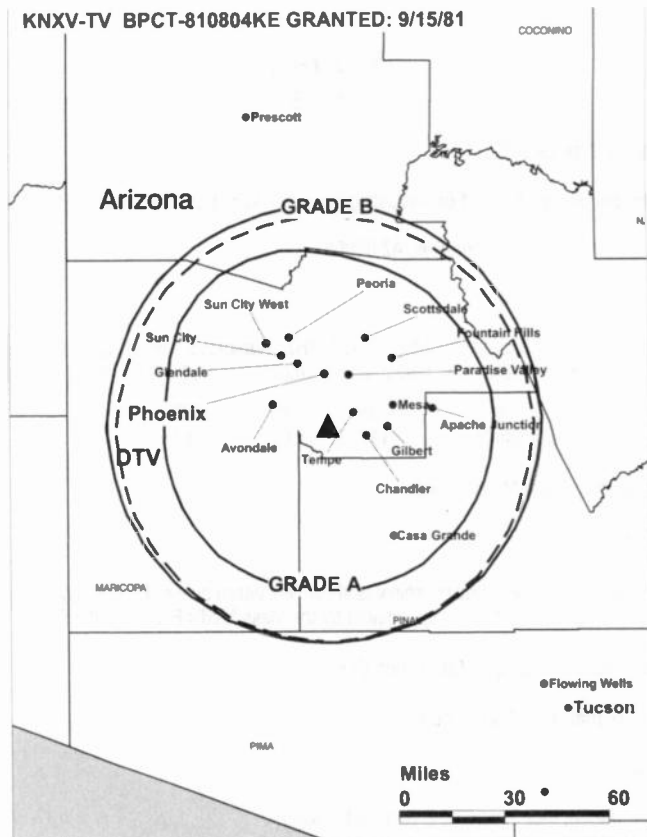 KNXV-TV BPCT-810804KE GRANTED: 9/15/81
COCONINO
Prescott
Arizona
GRADE B
N.
Peoria
Sun City West
Scottsdale
Sun City
Fountain Hills
Glendale
Paradise Valley
Phoenix
Mesa
Apache Junction
Avondale
Tempe
Gilbert
DTV
Chandler
Casa Grande
GRADE A
MARICOPA
PINAL
Flowing Wells
Tucson
PIMA
Miles
0 30 60